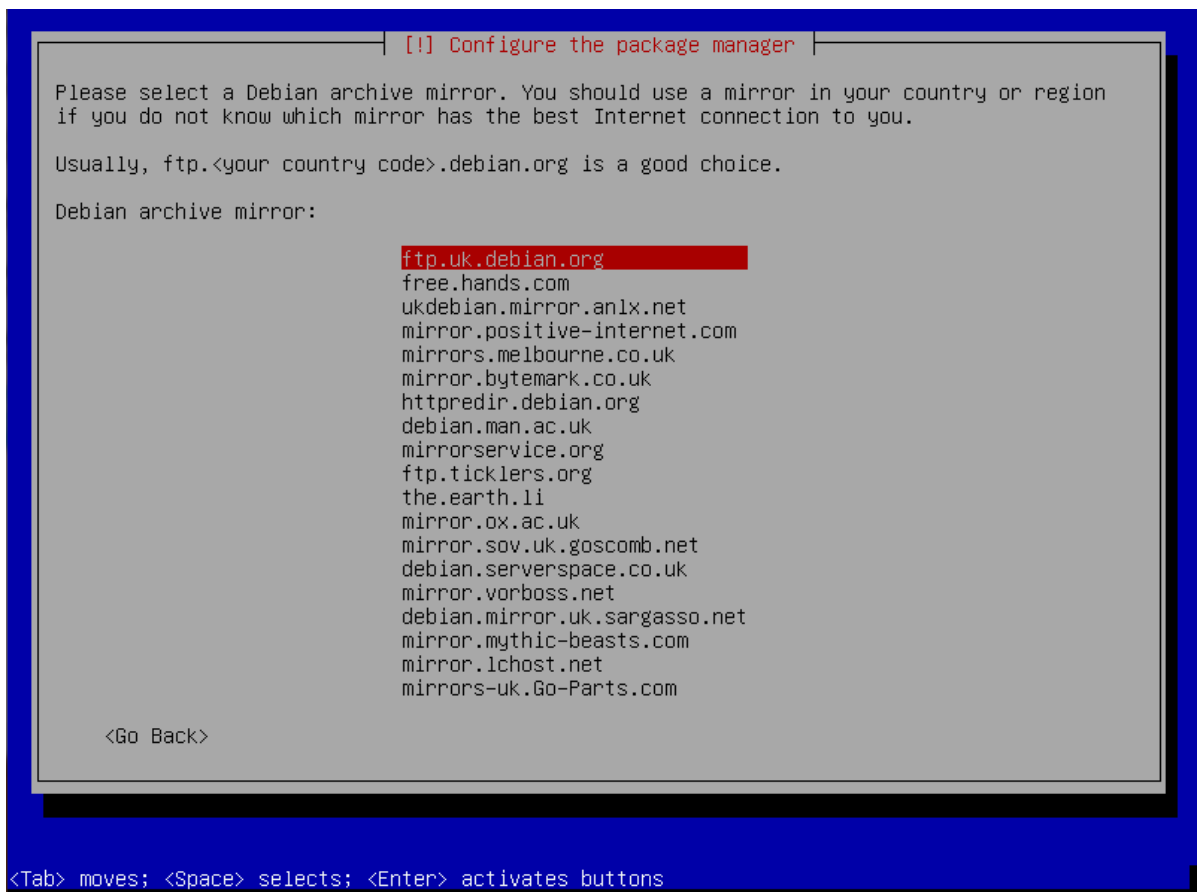 [!] Configure the package manager
Please select a Debian archive mirror. You should use a mirror in your country or region
if you do not know which mirror has the best Internet connection to you.
Usually, ftp.<your country code>.debian.org is a good choice.
Debian archive mirror:
ftp.uk.debian.org
free.hands.com
ukdebian.mirror.anlx.net
mirror.positive-internet.com
mirrors.melbourne.co.uk
mirror.bytemark.co.uk
httpredir.debian.org
debian.man.ac.uk
mirrorservice.org
ftp.ticklers.org
the.earth.li
mirror.ox.ac.uk
mirror.sov.uk.goscomb.net
debian.serverspace.co.uk
mirror.vorboss.net
debian.mirror.uk.sargasso.net
mirror.mythic-beasts.com
mirror.lchost.net
mirrors-uk.Go-Parts.com
<Go Back>
<Tab> moves; <Space> selects; <Enter> activates buttons